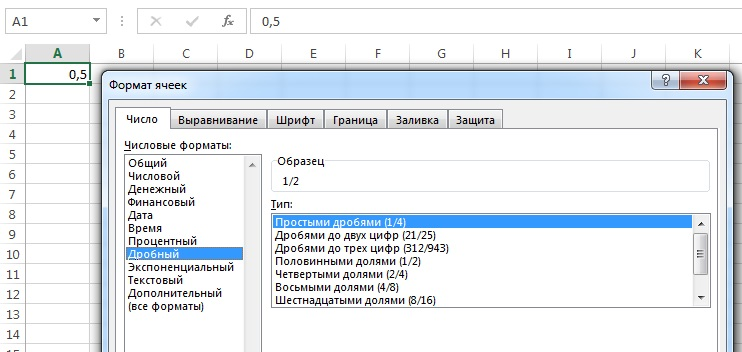 A1 fx 0,5
A B C D E F G H I J K
1 0,5
Формат ячеек ?
2
3 Число Выравнивание Шрифт Граница Заливка Защита
4 Числовые форматы:
5 Общий Образец
6 Числовой 1/2
Денежный
7 Финансовый Тип:
8 Дата Простыми дробями (1/4)
Время Дробями до двух цифр (21/25)
9 Процентный Дробями до трех цифр (312/943)
10 Дробный Половинными долями (1/2)
11 Экспоненциальный Четвертыми долями (2/4)
Текстовый Восьмыми долями (4/8)
12 Дополнительный Шестнадцатыми долями (8/16)
(все форматы)
13
14
15